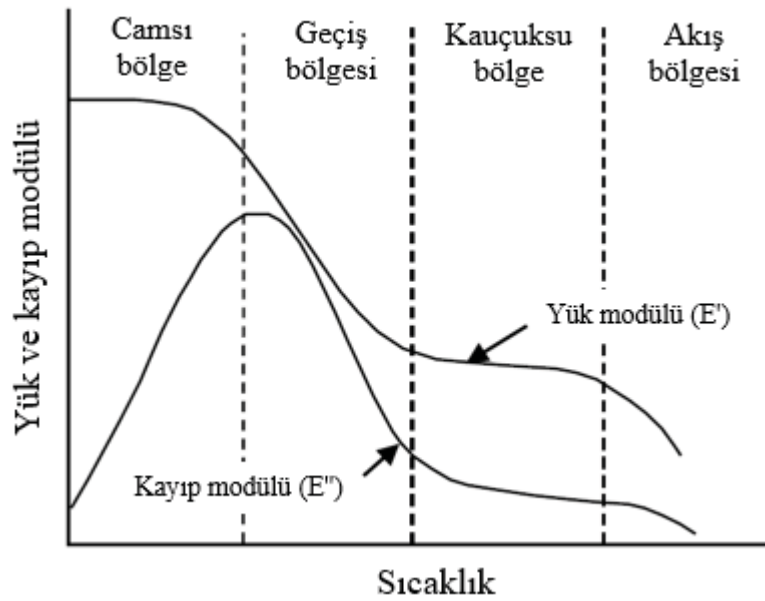 Camsı
bölge
Geçiş
bölgesi
Kauçuksu
bölge
Akış
bölgesi
Yük ve kayıp modülü
Yük modülü (E')
Kayıp modülü (E")
Sıcaklık